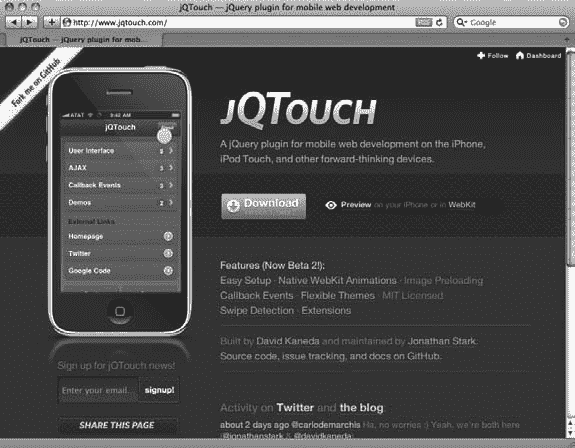 jQTouch — jQuery plugin for mobile web development
http://www.jqtouch.com/
Google
jQTouch — jQuery plugin for mob...
Follow
Dashboard
Fork me on GitHub
AT&T
9:42 AM
jQTouch
User Interface 5
AJAX 3
Callback Events 3
Demos 2
External Links
Homepage
Twitter
Google Code
jQTouch
A jQuery plugin for mobile web development on the iPhone,
iPod Touch, and other forward-thinking devices.
Download
Preview on your iPhone or in WebKit
Features (Now Beta 2!):
Easy Setup · Native WebKit Animations · Image Preloading
Callback Events · Flexible Themes · MIT Licensed
Swipe Detection · Extensions
Built by David Kaneda and maintained by Jonathan Stark.
Source code, issue tracking, and docs on GitHub.
Sign up for jQTouch news!
Enter your email...
signup!
SHARE THIS PAGE
Activity on Twitter and the blog:
about 2 days ago @carlodemarchis Ha, no worries :) Yeah, we're both here
(@jonathanstark & @davidkaneda).